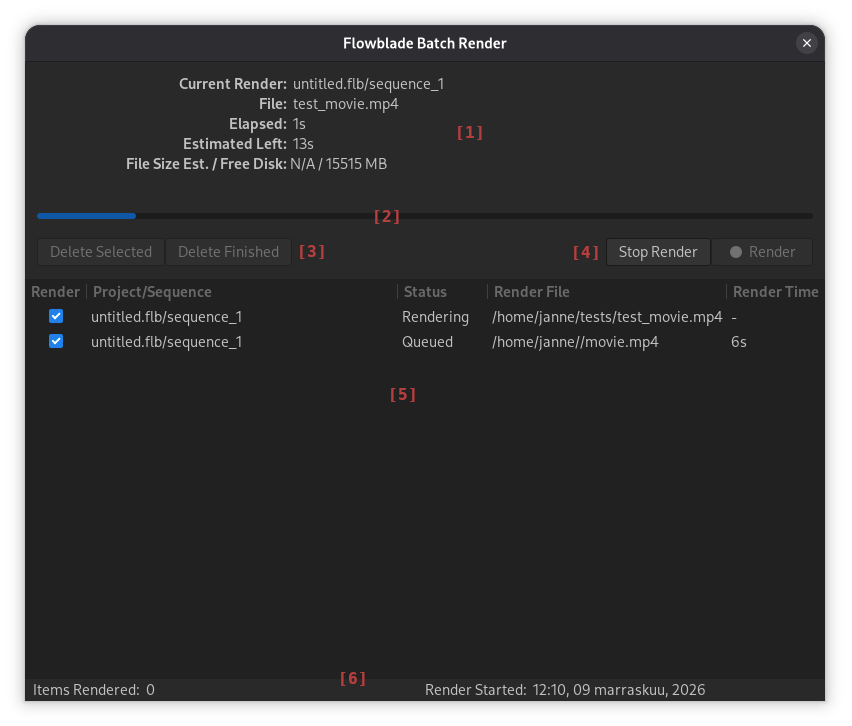 Flowblade Batch Render
Current Render: untitled.flb/sequence_1
File: test_movie.mp4
Elapsed: 1s
[1]
Estimated Left: 13s
File Size Est. / Free Disk: N/A / 15515 MB
[2]
Delete Selected Delete Finished [3] [4] Stop Render Render
Render Project/Sequence Status Render File Render Time
untitled.flb/sequence_1 Rendering /home/janne/tests/test_movie.mp4 -
untitled.flb/sequence_1 Queued /home/janne//movie.mp4 6s
[5]
[6]
Items Rendered: 0 Render Started: 12:10, 09 marraskuu, 2026